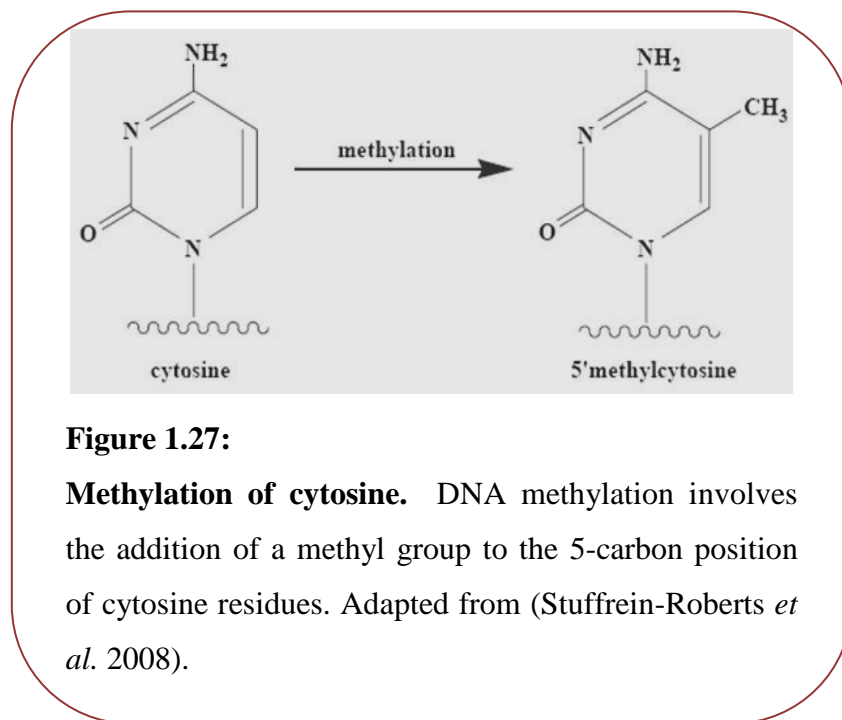 NH₂
N
O
N
cytosine
methylation
NH₂
CH₃
N
O
N
5'methylcytosine
Figure 1.27:
Methylation of cytosine. DNA methylation involves
the addition of a methyl group to the 5-carbon position
of cytosine residues. Adapted from (Stuffrein-Roberts et
al. 2008).